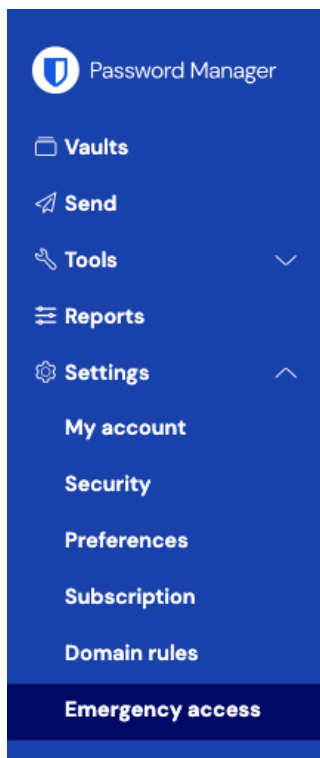 Password Manager
Vaults
Send
Tools
Reports
Settings
My account
Security
Preferences
Subscription
Domain rules
Emergency access